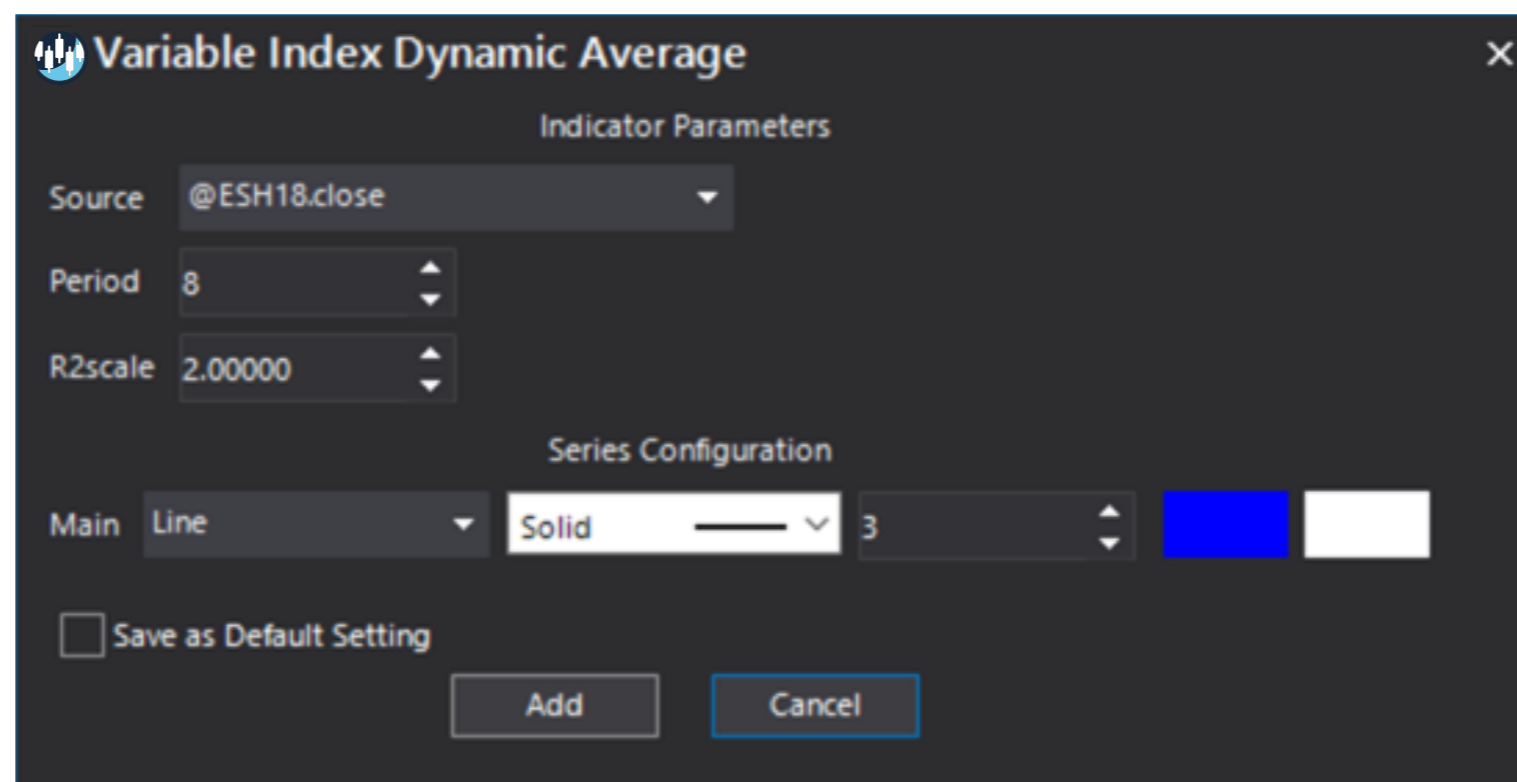 Variable Index Dynamic Average
Indicator Parameters
Source @ESH18.close
Period 8
R2scale 2.00000
Series Configuration
Main Line Solid 3
Save as Default Setting
Add Cancel